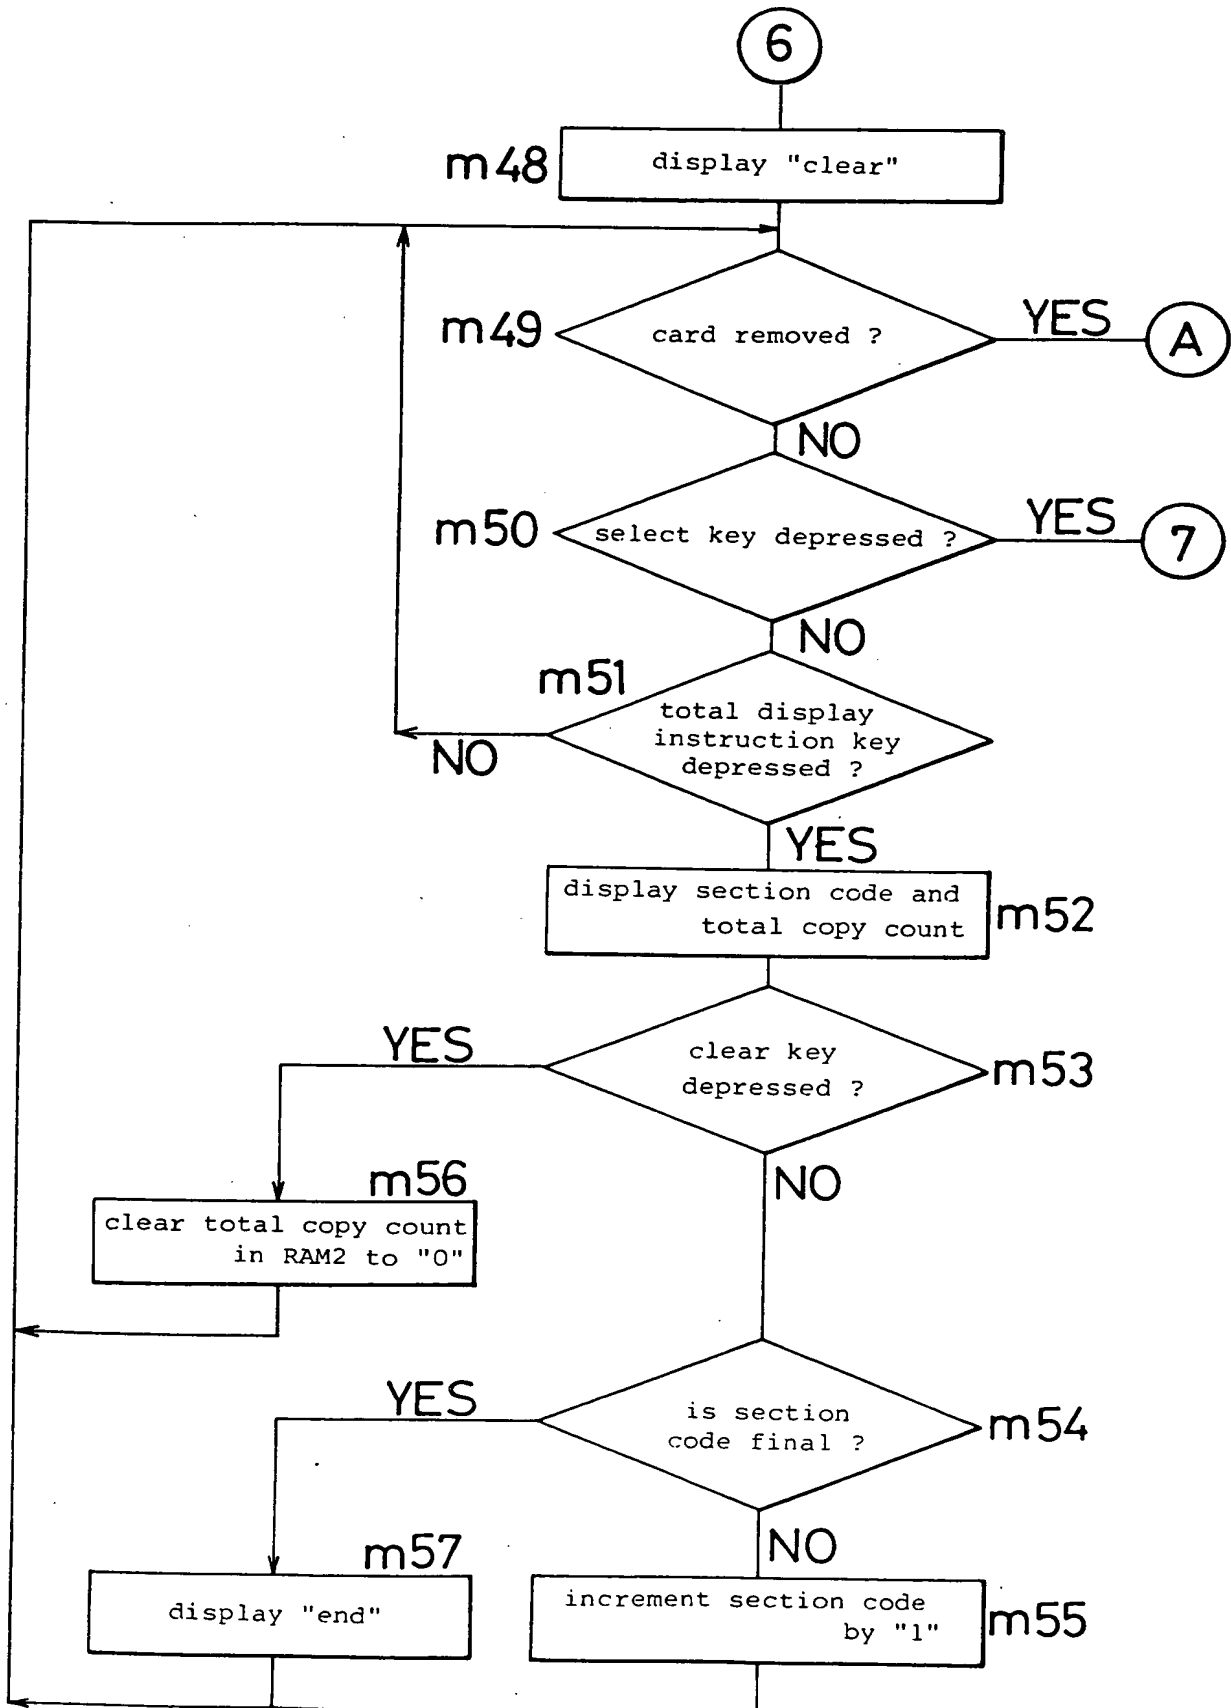 6
m48
display "clear"
m49
card removed ?
YES
A
NO
m50
select key depressed ?
YES
7
NO
m51
total display
instruction key
depressed ?
NO
YES
display section code and
total copy count
m52
YES
clear key
depressed ?
m53
NO
m56
clear total copy count
in RAM2 to "0"
YES
is section
code final ?
m54
NO
m57
display "end"
increment section code
by "1"
m55